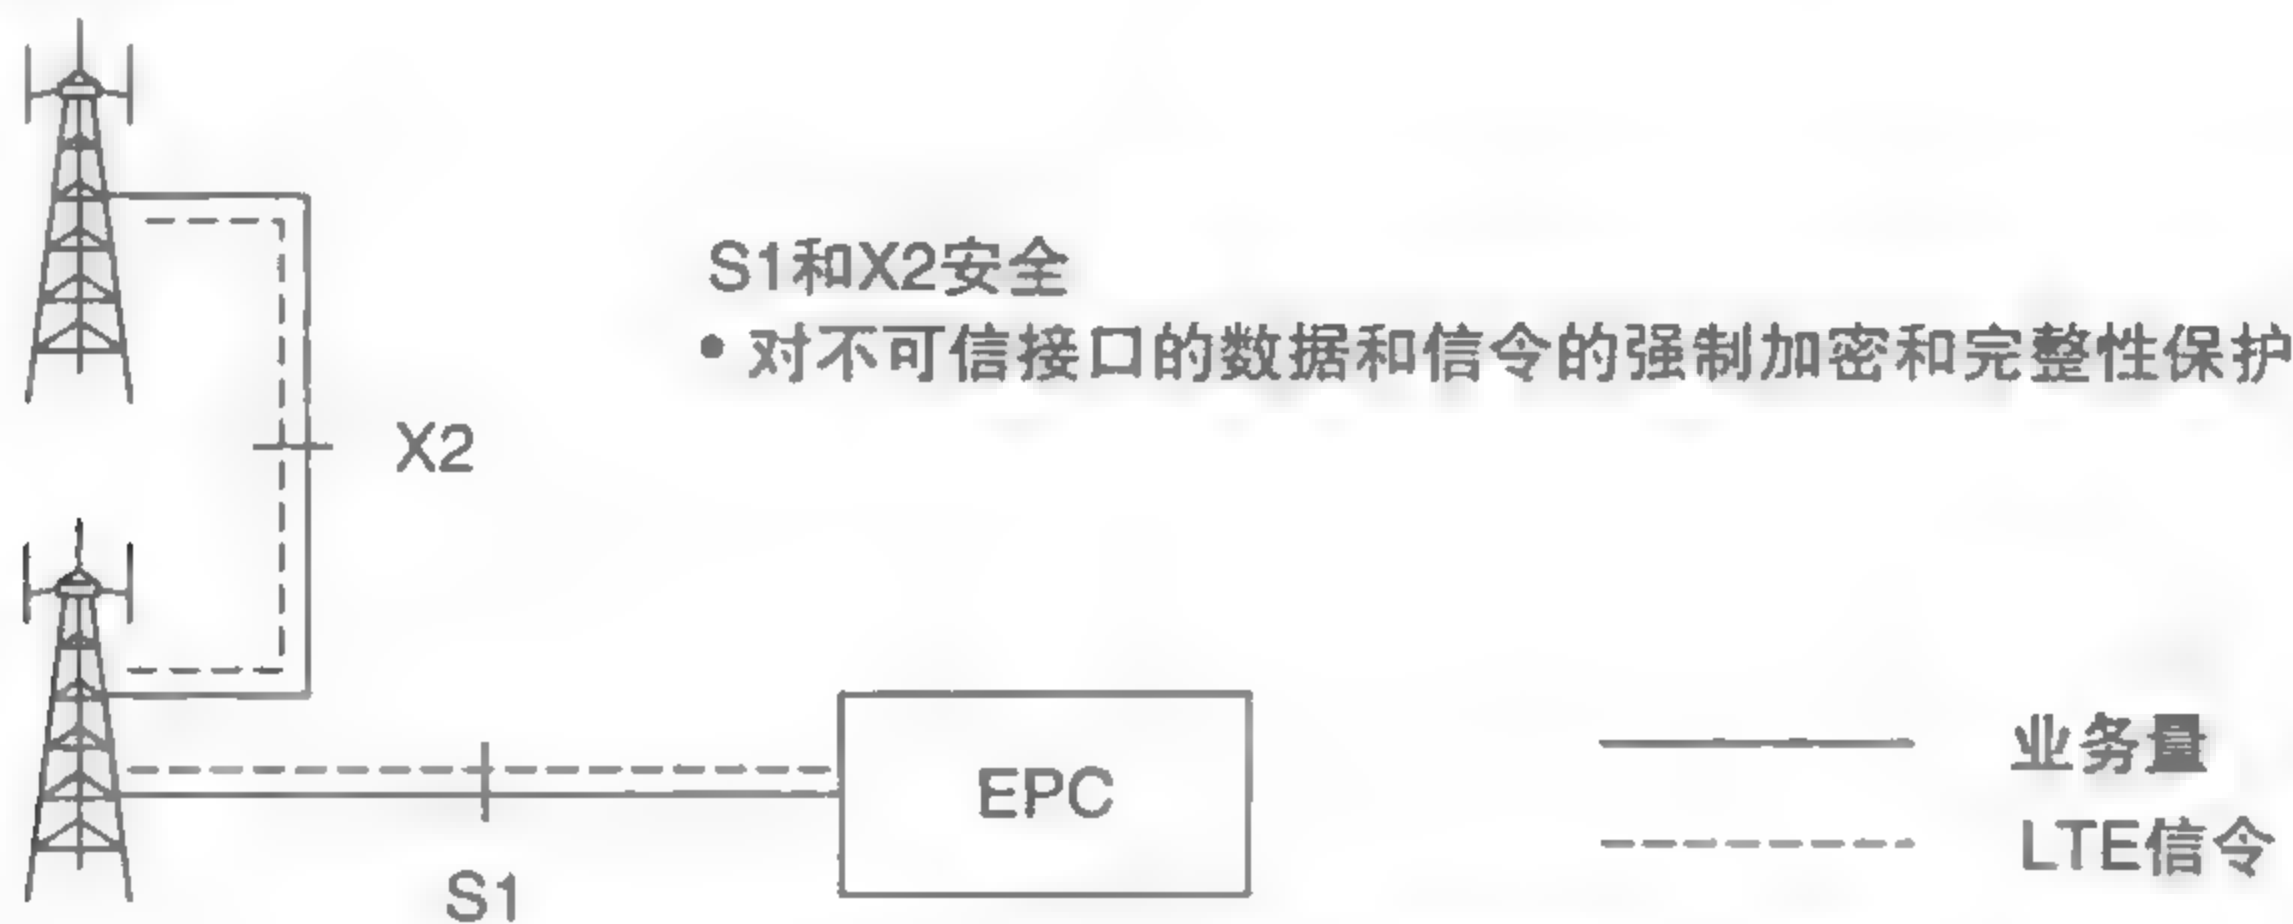 S1和X2安全
• 对不可信接口的数据和信令的强制加密和完整性保护
X2
EPC
S1
业务量
LTE信令